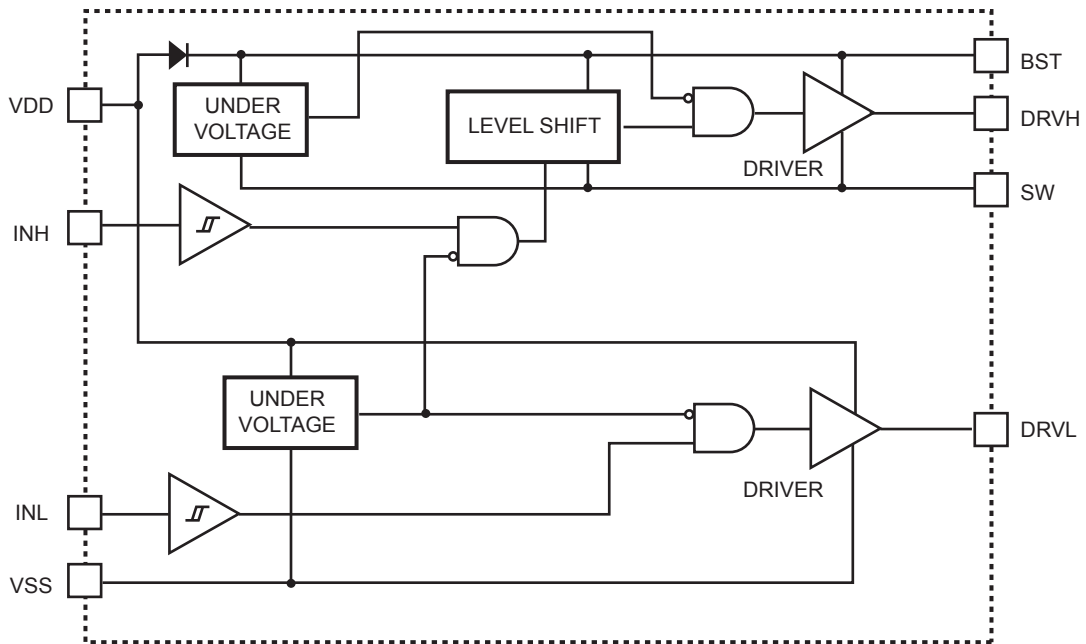 BST
VDD
UNDER
VOLTAGE
LEVEL SHIFT
DRVH
DRIVER
SW
INH
UNDER
VOLTAGE
DRVL
DRIVER
INL
VSS